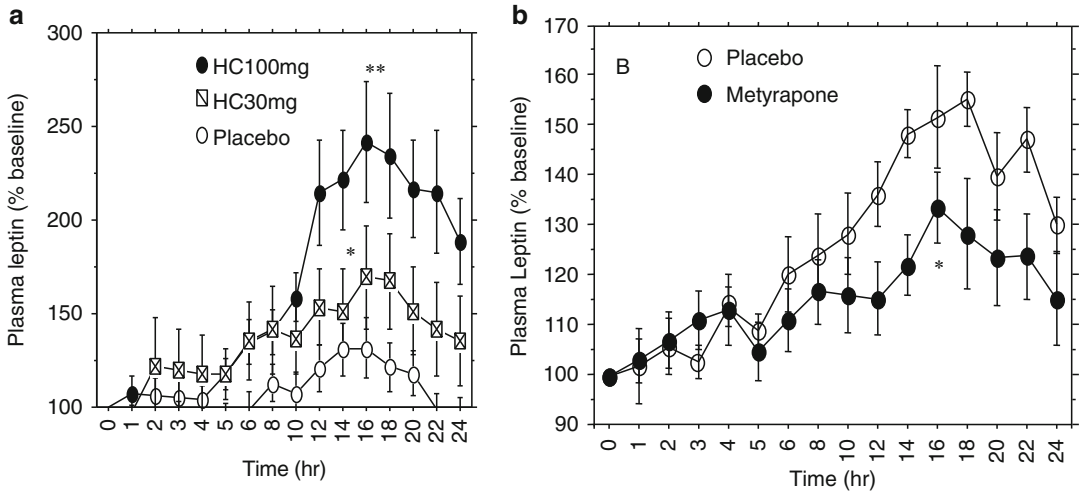 a
300
250
200
150
100
Plasma leptin (% baseline)
HC100mg
HC30mg
Placebo
**
*
0 1 2 3 4 5 6 8 10 12 14 16 18 20 22 24
Time (hr)
b
170
160
150
140
130
120
110
100
90
Plasma Leptin (% baseline)
B
Placebo
Metyrapone
*
0 1 2 3 4 5 6 8 10 12 14 16 18 20 22 24
Time (hr)